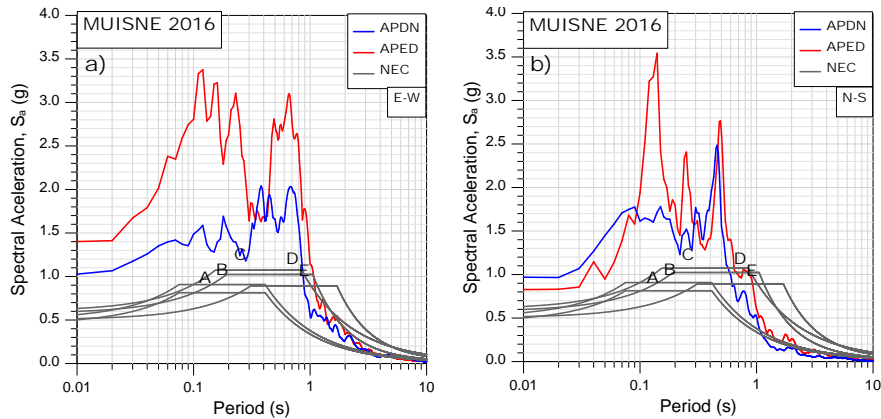 MUISNE 2016
a)
APDN
APED
NEC
E-W
A
B
C
D
E
Spectral Aceleration, Sa (g)
4.0
3.5
3.0
2.5
2.0
1.5
1.0
0.5
0.0
0.01
0.1
1
10
Period (s)
MUISNE 2016
b)
APDN
APED
NEC
N-S
A
B
C
D
E
Spectral Aceleration, Sa (g)
4.0
3.5
3.0
2.5
2.0
1.5
1.0
0.5
0.0
0.01
0.1
1
10
Period (s)